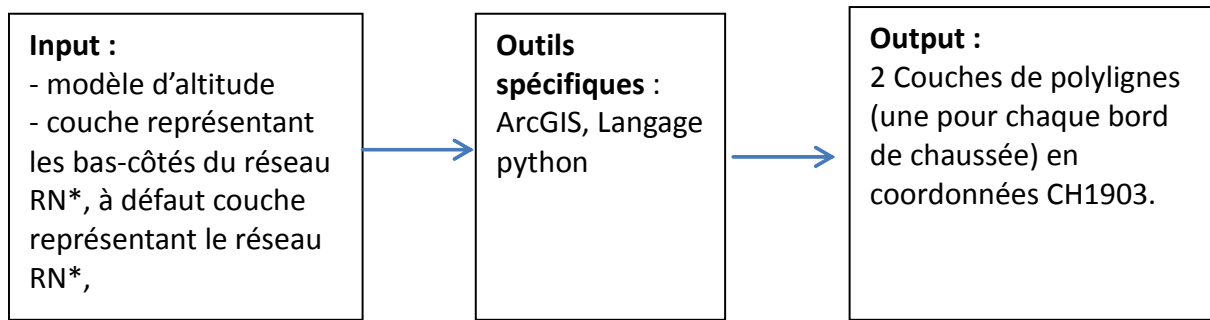 Input :
- modèle d’altitude
- couche représentant
les bas-côtés du réseau
RN*, à défaut couche
représentant le réseau
RN*,
Outils
spécifiques :
ArcGIS, Langage
python
Output :
2 Couches de polylignes
(une pour chaque bord
de chaussée) en
coordonnées CH1903.